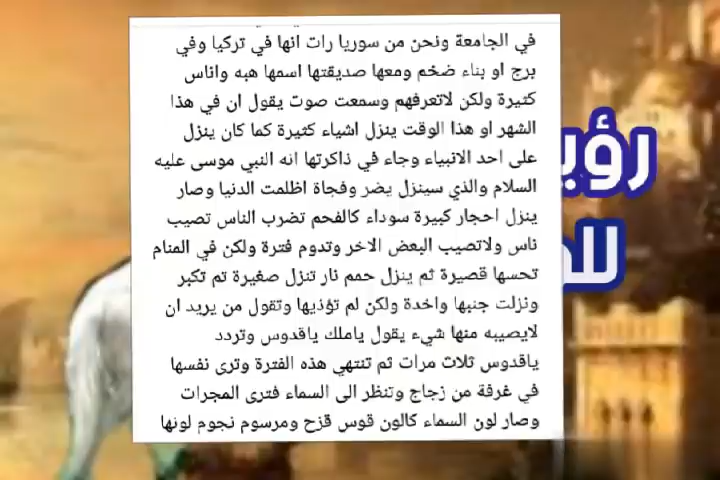 في الجامعة ونحن من سوريا رات انها في تركيا وفي
برج او بناء ضخم ومعها صديقتها اسمها هبه واناس
كثيرة ولكن لاتعرفهم وسمعت صوت يقول ان في هذا
الشهر او هذا الوقت ينزل اشياء كثيرة كما كان ينزل
على احد الانبياء وجاء في ذاكرتها انه النبي موسى عليه
السلام والذي سينزل يضر وفجاة اظلمت الدنيا وصار
ينزل احجار كبيرة سوداء كالفحم تضرب الناس تصيب
ناس ولاتصيب البعض الاخر وتدوم فترة ولكن في المنام
تحسها قصيرة ثم ينزل حمم نار تنزل صغيرة تم تكبر
ونزلت جنبها واخدة ولكن لم تؤذيها وتقول من يريد ان
لايصيبه منها شيء يقول ياملك ياقدوس وتردد
ياقدوس ثلاث مرات ثم تنتهي هذه الفترة وترى نفسها
في غرفة من زجاج وتنظر الى السماء فترى المجرات
وصار لون السماء كالون قوس قزح ومرسوم نجوم لونها